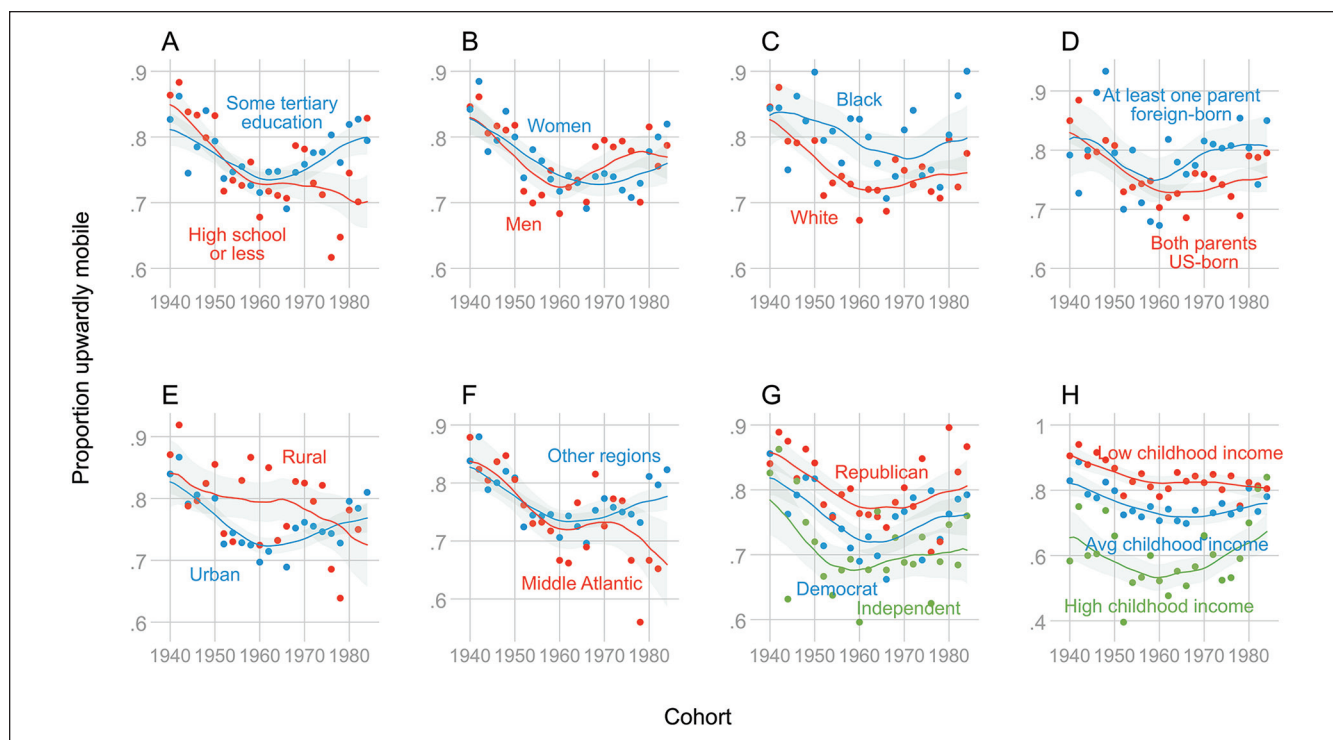 A
B
C
D
.9
.8
.7
.6
Some tertiary
education
High school
or less
1940 1950 1960 1970 1980
.9
.8
.7
.6
Women
Men
1940 1950 1960 1970 1980
.9
.8
.7
.6
Black
White
1940 1950 1960 1970 1980
.9
.8
.7
.6
At least one parent
foreign-born
Both parents
US-born
1940 1950 1960 1970 1980
Proportion upwardly mobile
E
F
G
H
.9
.8
.7
.6
Rural
Urban
1940 1950 1960 1970 1980
.9
.8
.7
.6
Other regions
Middle Atlantic
1940 1950 1960 1970 1980
.9
.8
.7
.6
Republican
Democrat
Independent
1940 1950 1960 1970 1980
1
.8
.6
.4
Low childhood income
Avg childhood income
High childhood income
1940 1950 1960 1970 1980
Cohort